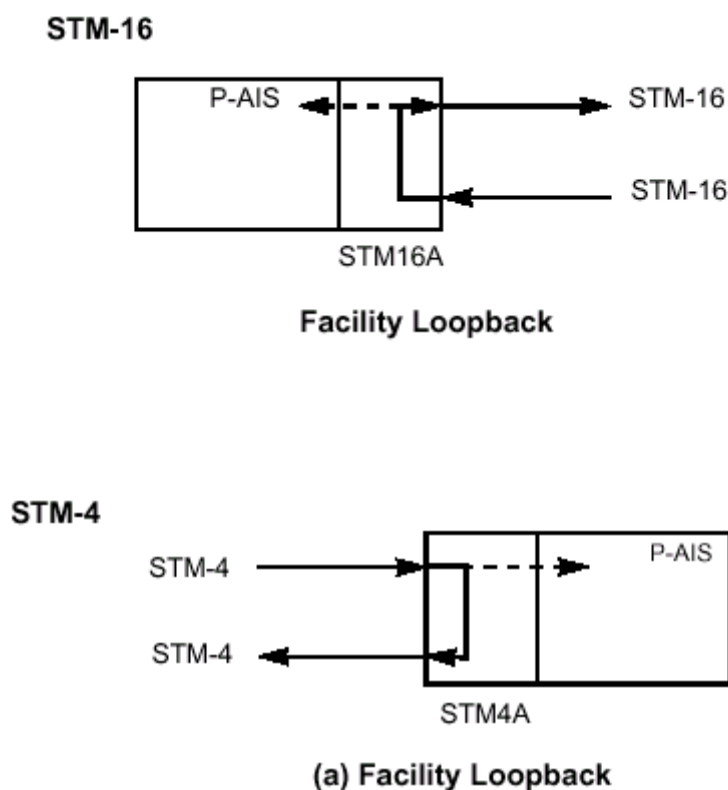 STM-16
P-AIS
STM-16
STM-16
STM16A
Facility Loopback
STM-4
STM-4
P-AIS
STM-4
STM4A
(a) Facility Loopback